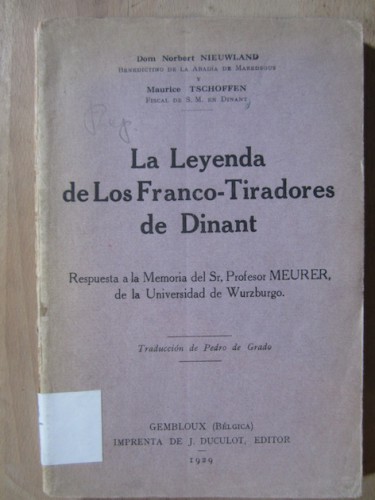 Dom Norbert NIEUWLAND
BENEDICTINO DE LA ABADIA DE MAREDSOUS
Y
Maurice TSCHOFFEN
FISCAL DE S. M. DE DINANT
La Leyenda
de Los Franco-Tiradores
de Dinant
Respuesta a la Memoria del Sr. Profesor MEURER,
de la Universidad de Wurzburgo.
Traducción de Pedro de Grado
GEMBLOUX (BÉLGICA)
IMPRENTA DE J. DUCULOT, EDITOR
1929